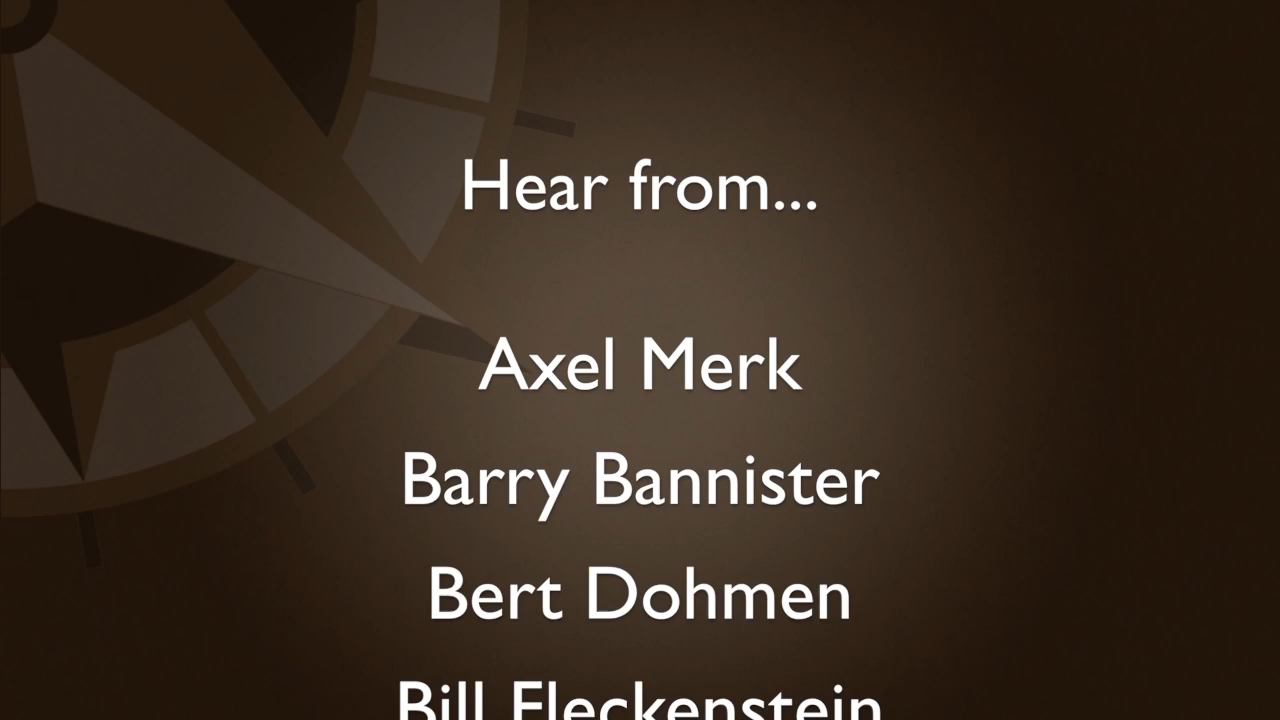 Hear from...
Axel Merk
Barry Bannister
Bert Dohmen
Bill Fleckenstein